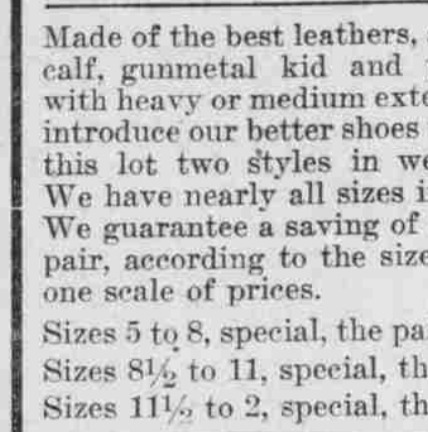 Made of the best leathers,
calf, gunmetal kid and
with heavy or medium exte
introduce our better shoes
this lot two styles in we
We have nearly all sizes i
We guarantee a saving of
pair, according to the size
one scale of prices.
Sizes 5 to 8, special, the pa
Sizes 8½ to 11, special, th
Sizes 11½ to 2, special, th